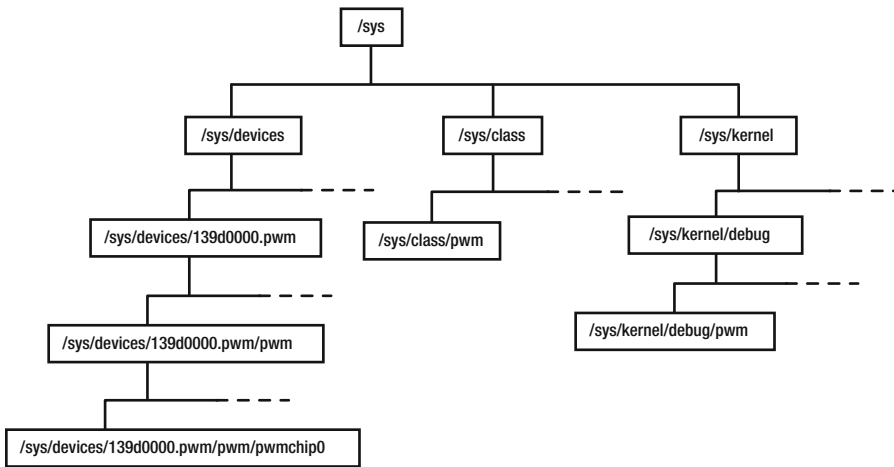 /sys
/sys/devices
/sys/class
/sys/kernel
/sys/devices/139d0000.pwm
/sys/class/pwm
/sys/kernel/debug
/sys/devices/139d0000.pwm/pwm
/sys/kernel/debug/pwm
/sys/devices/139d0000.pwm/pwm/pwmchip0